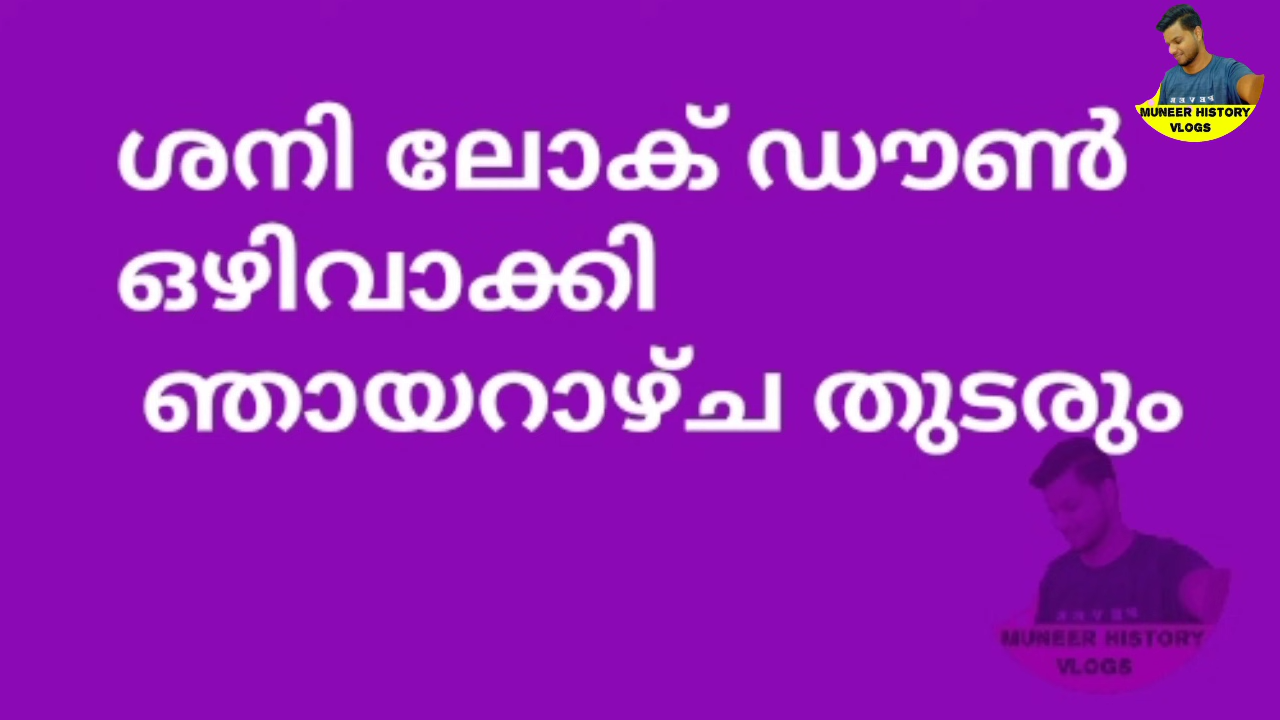 ശനി ലോക് ഡൗൺ
ഒഴിവാക്കി
ഞായറാഴ്ച തുടരും
MUNEER HISTORY
VLOGS
MUNEER HISTORY
VLOGS